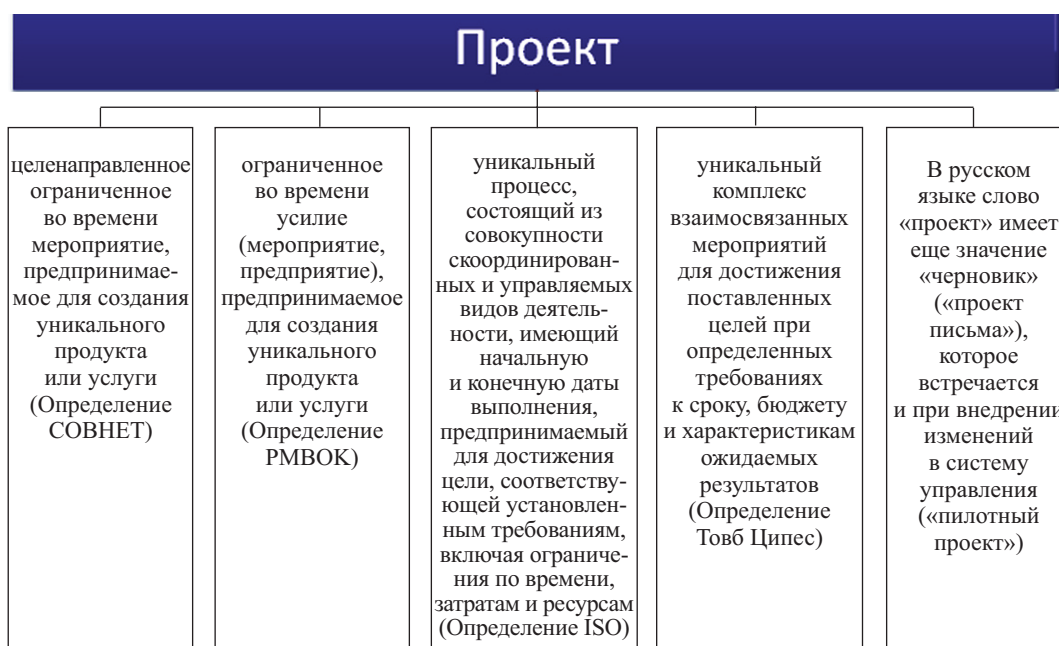 Проект
целенаправленное
ограниченное
во времени
мероприятие,
предпринимае-
мое для создания
уникального
продукта
или услуги
(Определение
СОВНЕТ)
ограниченное
во времени
усилие
(мероприятие,
предприятие),
предпринимаемое
для создания
уникального
продукта
или услуги
(Определение
PMBOK)
уникальный
процесс,
состоящий из
совокупности
скоординирован-
ных и управляемых
видов деятель-
ности, имеющий
начальную
и конечную даты
выполнения,
предпринимаемый
для достижения
цели, соответству-
ющей установлен-
ным требованиям,
включая ограниче-
ния по времени,
затратам и ресурсам
(Определение ISO)
уникальный
комплекс
взаимосвязанных
мероприятий
для достижения
поставленных
целей при
определенных
требованиях
к сроку, бюджету
и характеристикам
ожидаемых
результатов
(Определение
Товб Ципес)
В русском
языке слово
«проект» имеет
еще значение
«черновик»
(«проект
письма»),
которое
встречается
и при внедрении
изменений
в систему
управления
(«пилотный
проект»)